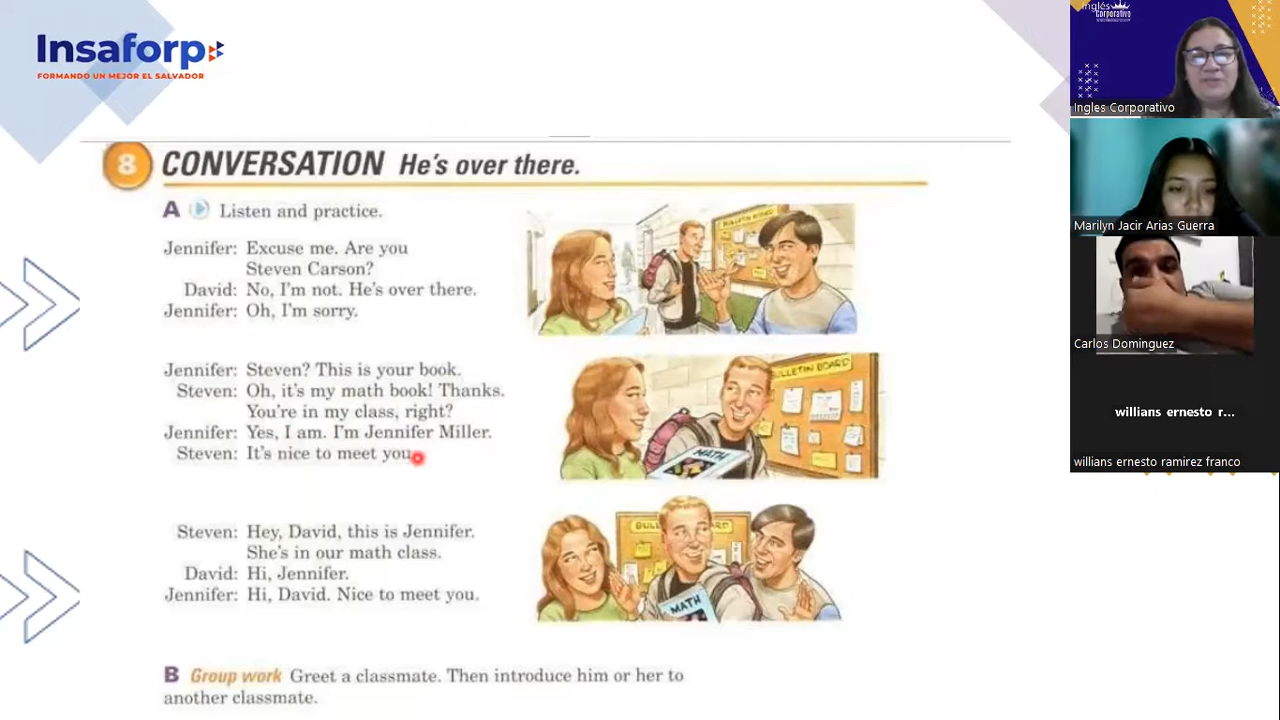 Insaforp
FORMANDO UN MEJOR EL SALVADOR
8 CONVERSATION He's over there.
A Listen and practice.
Jennifer: Excuse me. Are you
Steven Carson?
David: No, I'm not. He's over there.
Jennifer: Oh, I'm sorry.
BULLETIN BOARD
Jennifer: Steven? This is your book.
Steven: Oh, it's my math book! Thanks.
You're in my class, right?
Jennifer: Yes, I am. I'm Jennifer Miller.
Steven: It's nice to meet you
BULLETIN BOARD
MATH
Steven: Hey, David, this is Jennifer.
She's in our math class.
David: Hi, Jennifer.
Jennifer: Hi, David. Nice to meet you.
MATH
B Group work Greet a classmate. Then introduce him or her to
another classmate.
Inglés
Corporativo
Ingles Corporativo
Marilyn Jacir Arias Guerra
Carlos Dominguez
willians ernesto r...
willians ernesto ramirez franco